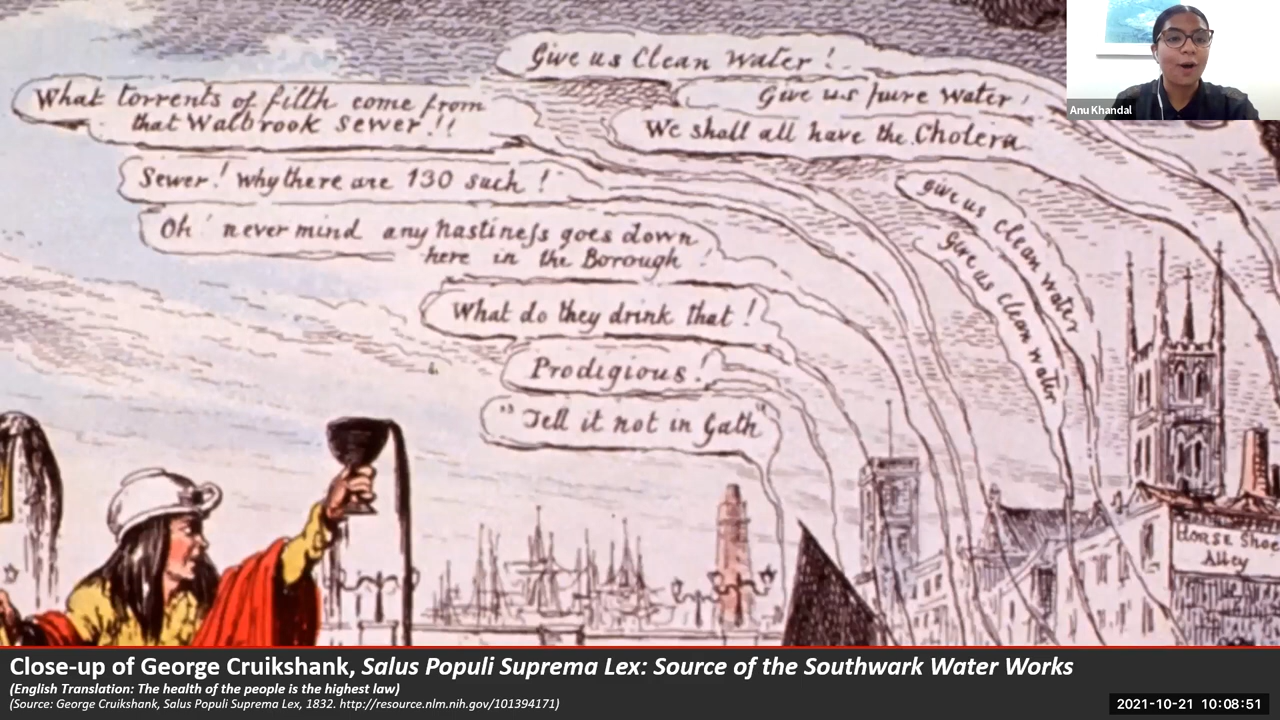 Give us Clean Water!
Give us pure Water!
We shall all have the Cholera
What torrents of filth come from
that Walbrook Sewer!!
Sewer! why there are 130 such!
Oh! never mind any nastiness goes down
here in the Borough!
What do they drink that!
Prodigious!
"Tell it not in Gath"
give us clean water
Give us clean water
Horse Shoe
Alley
Anu Khandal
Close-up of George Cruikshank, Salus Populi Suprema Lex: Source of the Southwark Water Works
(English Translation: The health of the people is the highest law)
(Source: George Cruikshank, Salus Populi Suprema Lex, 1832. http://resource.nlm.nih.gov/101394171)
2021-10-21 10:08:51